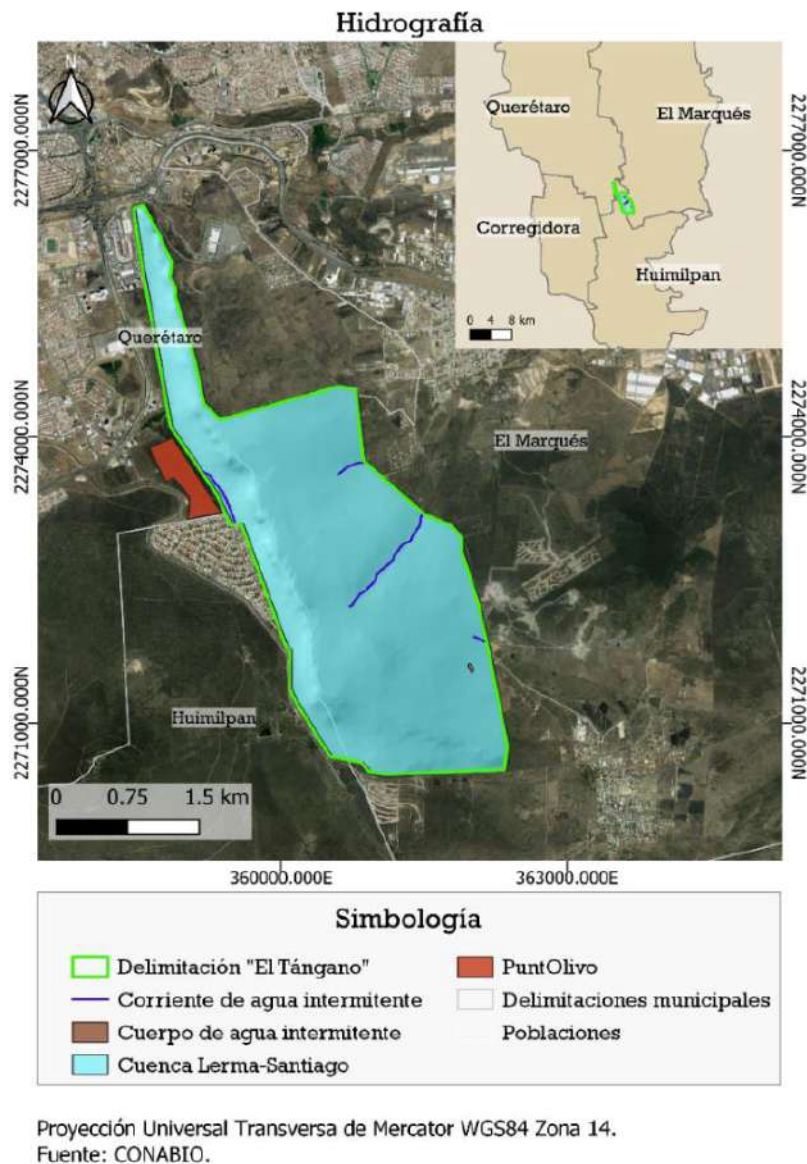 Hidrografía
N
Querétaro
El Marqués
Corregidora
Huimilpan
0 4 8 km
2277000.000N
2277000.000N
Querétaro
2274000.000N
El Marqués
2274000.000N
Huimilpan
2271000.000N
2271000.000N
0 0.75 1.5 km
360000.000E
363000.000E
Simbología
Delimitación "El Tángano"
PuntOlivo
Corriente de agua intermitente
Delimitaciones municipales
Cuerpo de agua intermitente
Poblaciones
Cuenca Lerma-Santiago
Proyección Universal Transversa de Mercator WGS84 Zona 14.
Fuente: CONABIO.